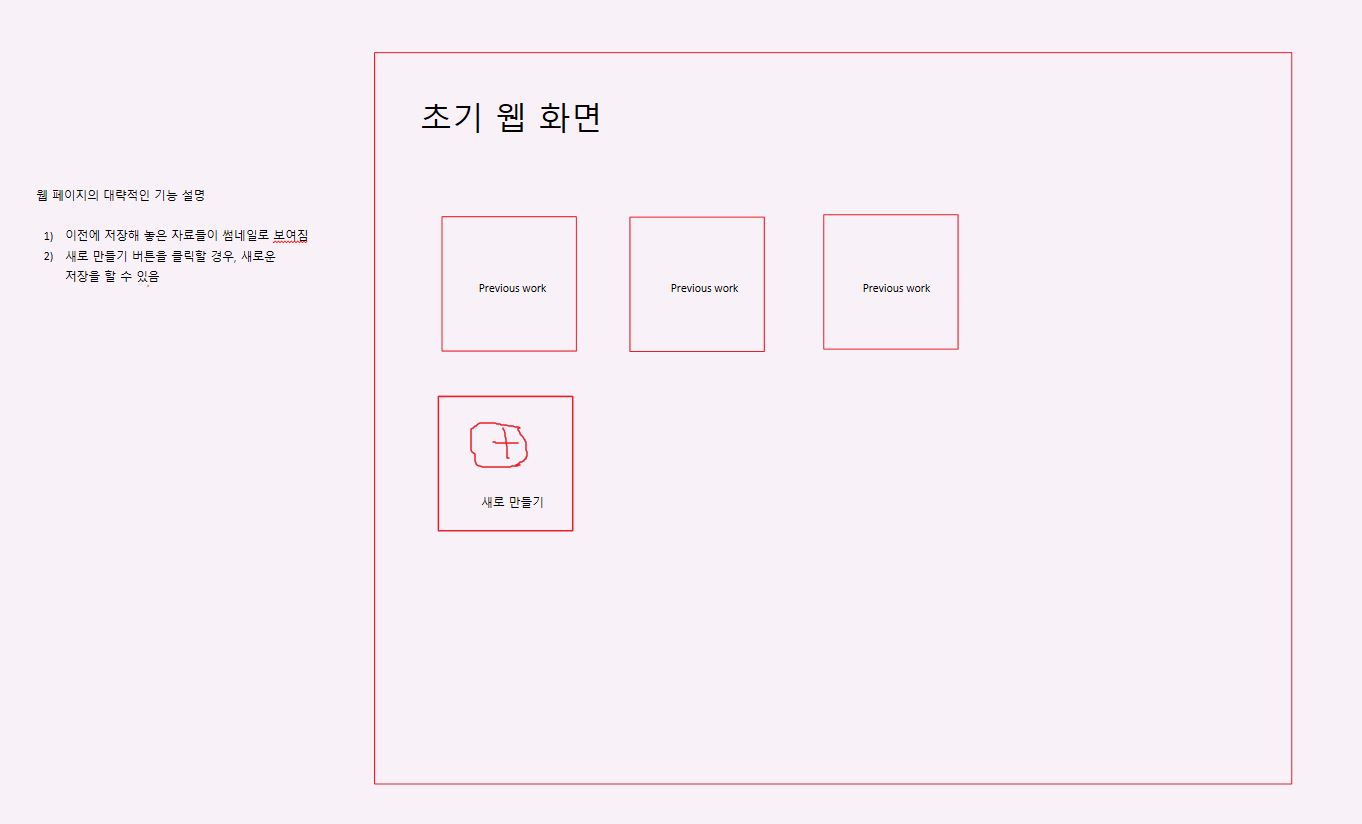 초기 웹 화면
웹 페이지의 대략적인 기능 설명
1) 이전에 저장해 놓은 자료들이 썸네일로 보여짐
2) 새로 만들기 버튼을 클릭할 경우, 새로운
저장을 할 수 있음
Previous work
Previous work
Previous work
새로 만들기